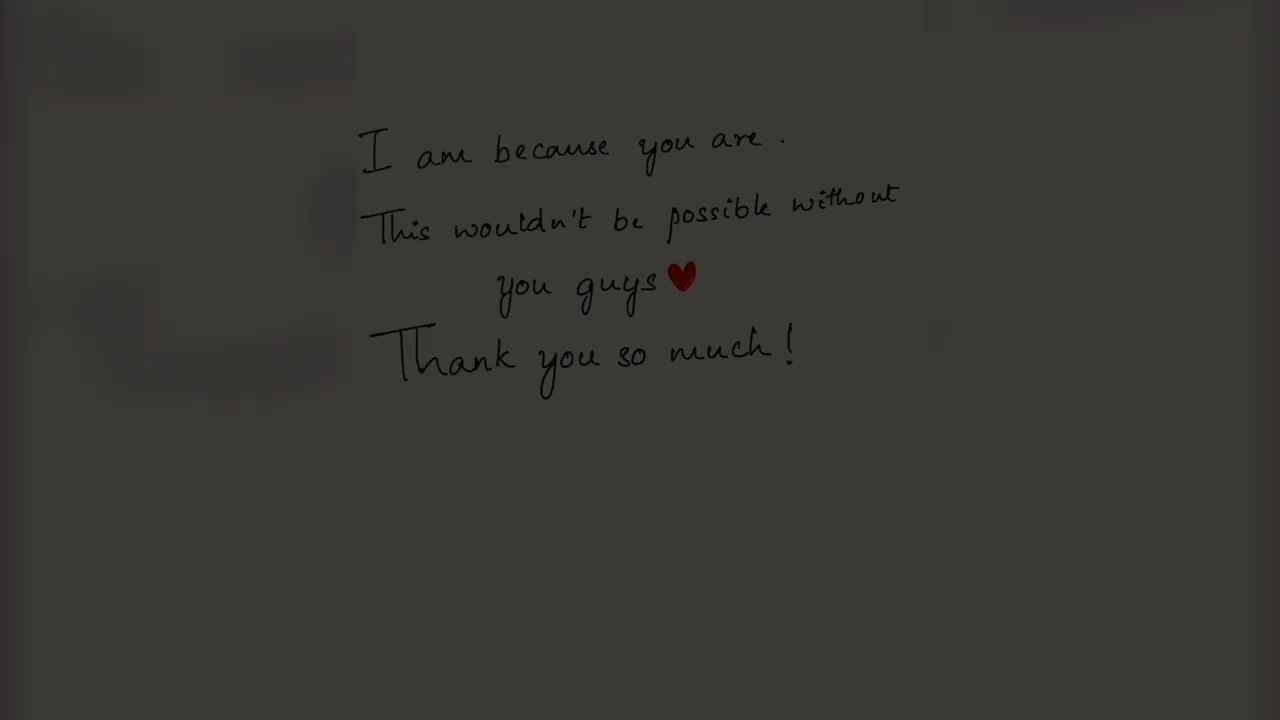 I am because you are.
This wouldn't be possible without
you guys ❤
Thank you so much!